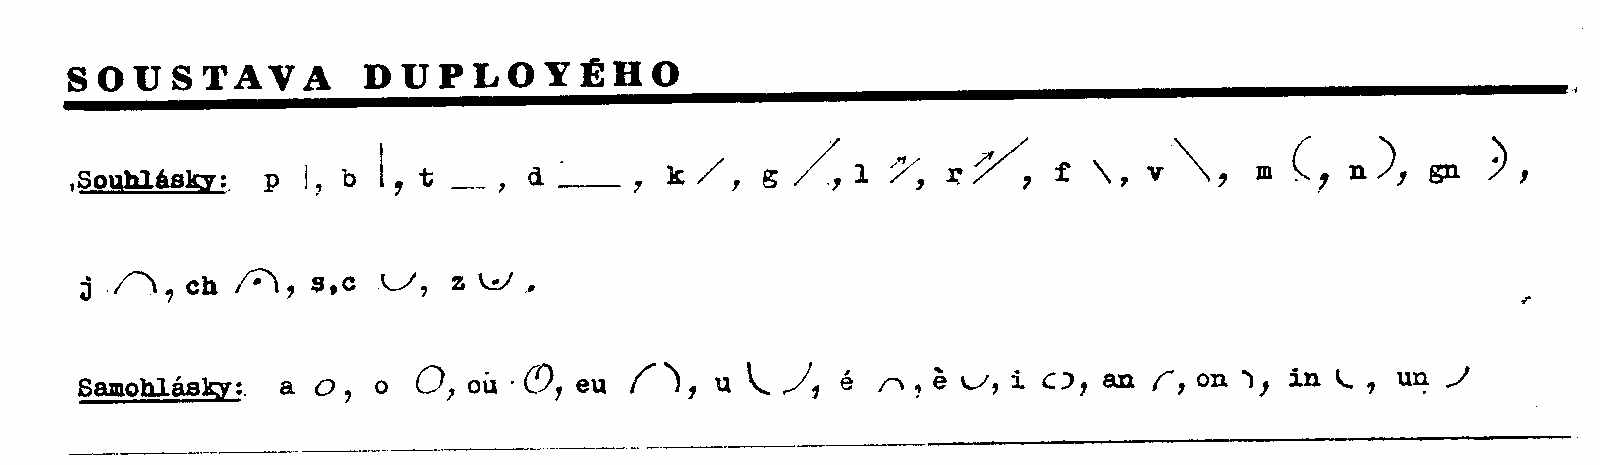 SOUSTAVA DUPLOYÉHO
Souhlásky: p |, b |, t —, d —, k /, g /, l /, r /, f \, v \, m (, n ), gn ),
j ⌒, ch ⌒, s,c ◡, z ◡.
Samohlásky: a o, o O, où ʘ, eu ( ), u ( ), é ⌒, è ◡, i ( ), an (, on ), in (, un )